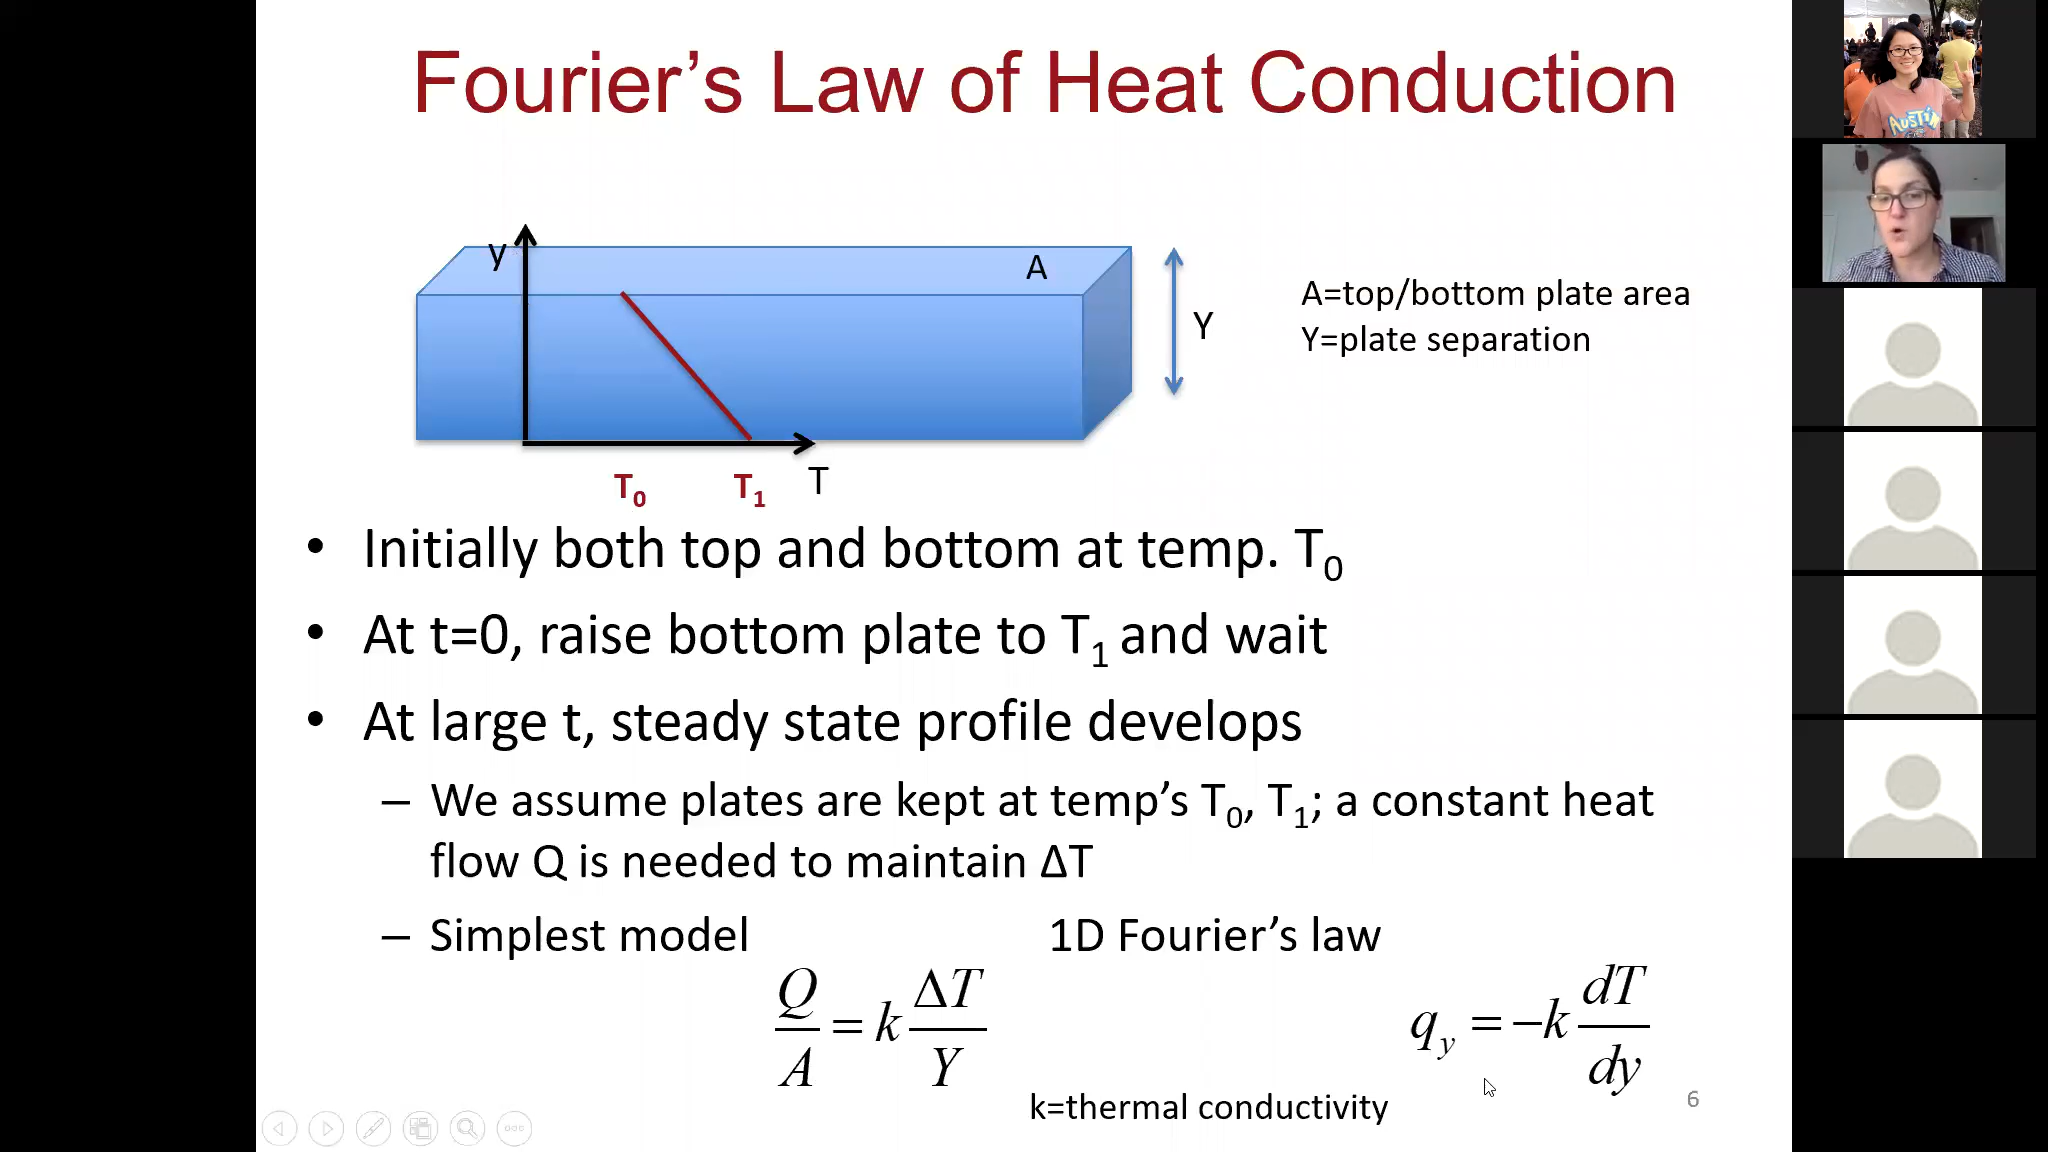 Fourier’s Law of Heat Conduction
y
A
Y
A=top/bottom plate area
Y=plate separation
T₀ T₁ T
• Initially both top and bottom at temp. T₀
• At t=0, raise bottom plate to T₁ and wait
• At large t, steady state profile develops
– We assume plates are kept at temp’s T₀, T₁; a constant heat
flow Q is needed to maintain ΔT
– Simplest model 1D Fourier’s law
Q/A = k ΔT/Y
q_y = −k dT/dy
k=thermal conductivity
6
AUSTIN